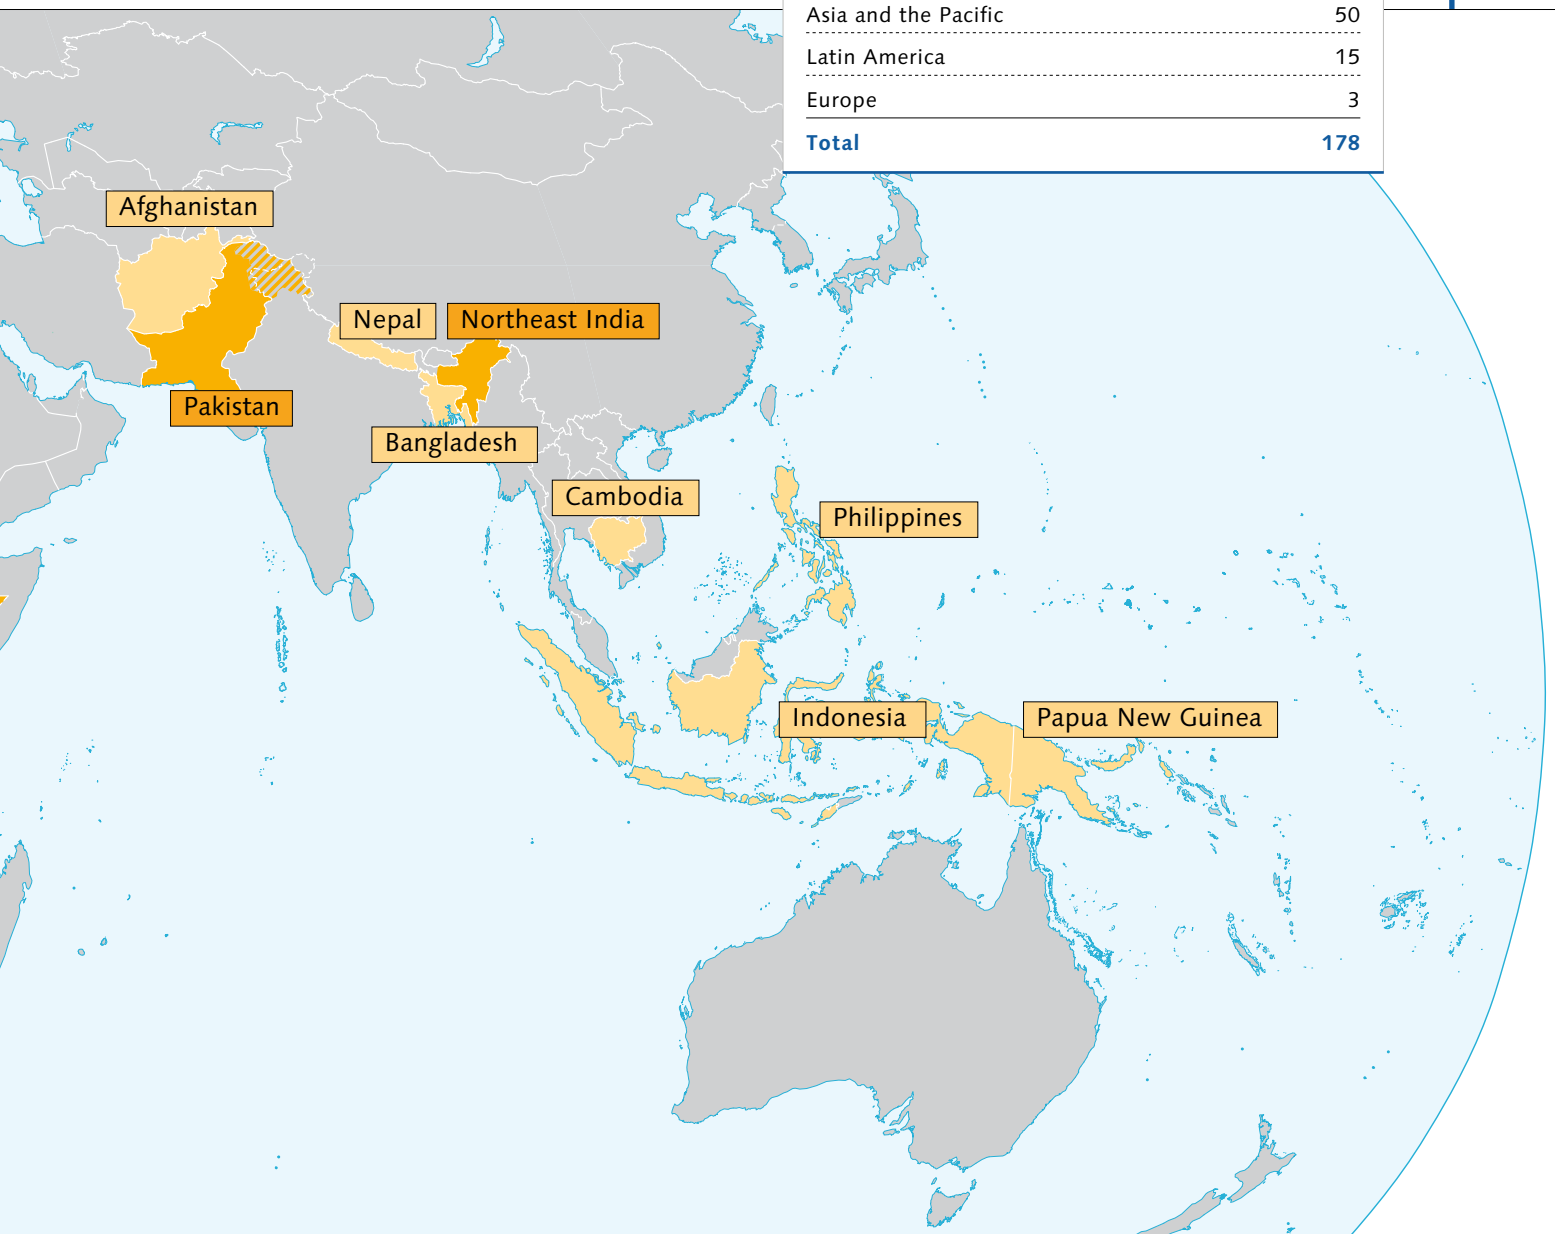 Asia and the Pacific 50
Latin America 15
Europe 3
Total 178
Afghanistan
Nepal
Northeast India
Pakistan
Bangladesh
Cambodia
Philippines
Indonesia
Papua New Guinea